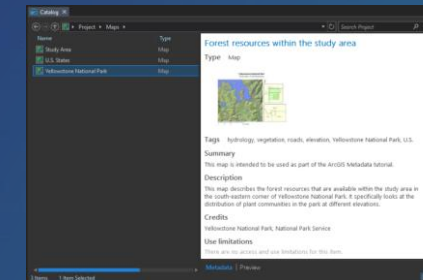 Catalog
Project ▸ Maps ▸
Search Project
Name Type
Study Area Map
U.S. States Map
Yellowstone National Park Map
Forest resources within the study area
Type Map
Tags hydrology, vegetation, roads, elevation, Yellowstone National Park, U.S.
Summary
This map is intended to be used as part of the ArcGIS Metadata tutorial.
Description
This map describes the forest resources that are available within the study area in
the south-eastern corner of Yellowstone National Park. It specifically looks at the
distribution of plant communities in the park at different elevations.
Credits
Yellowstone National Park, National Park Service
Use limitations
There are no access and use limitations for this item.
3 Items 1 Item Selected
Metadata | Preview